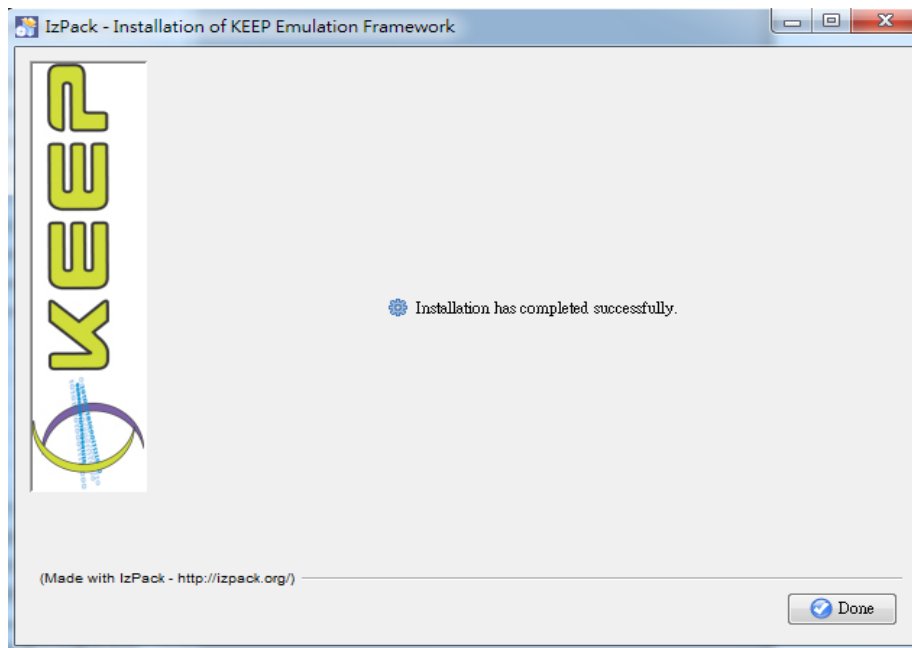 IzPack - Installation of KEEP Emulation Framework
KEEP
Installation has completed successfully.
(Made with IzPack - http://izpack.org/)
Done